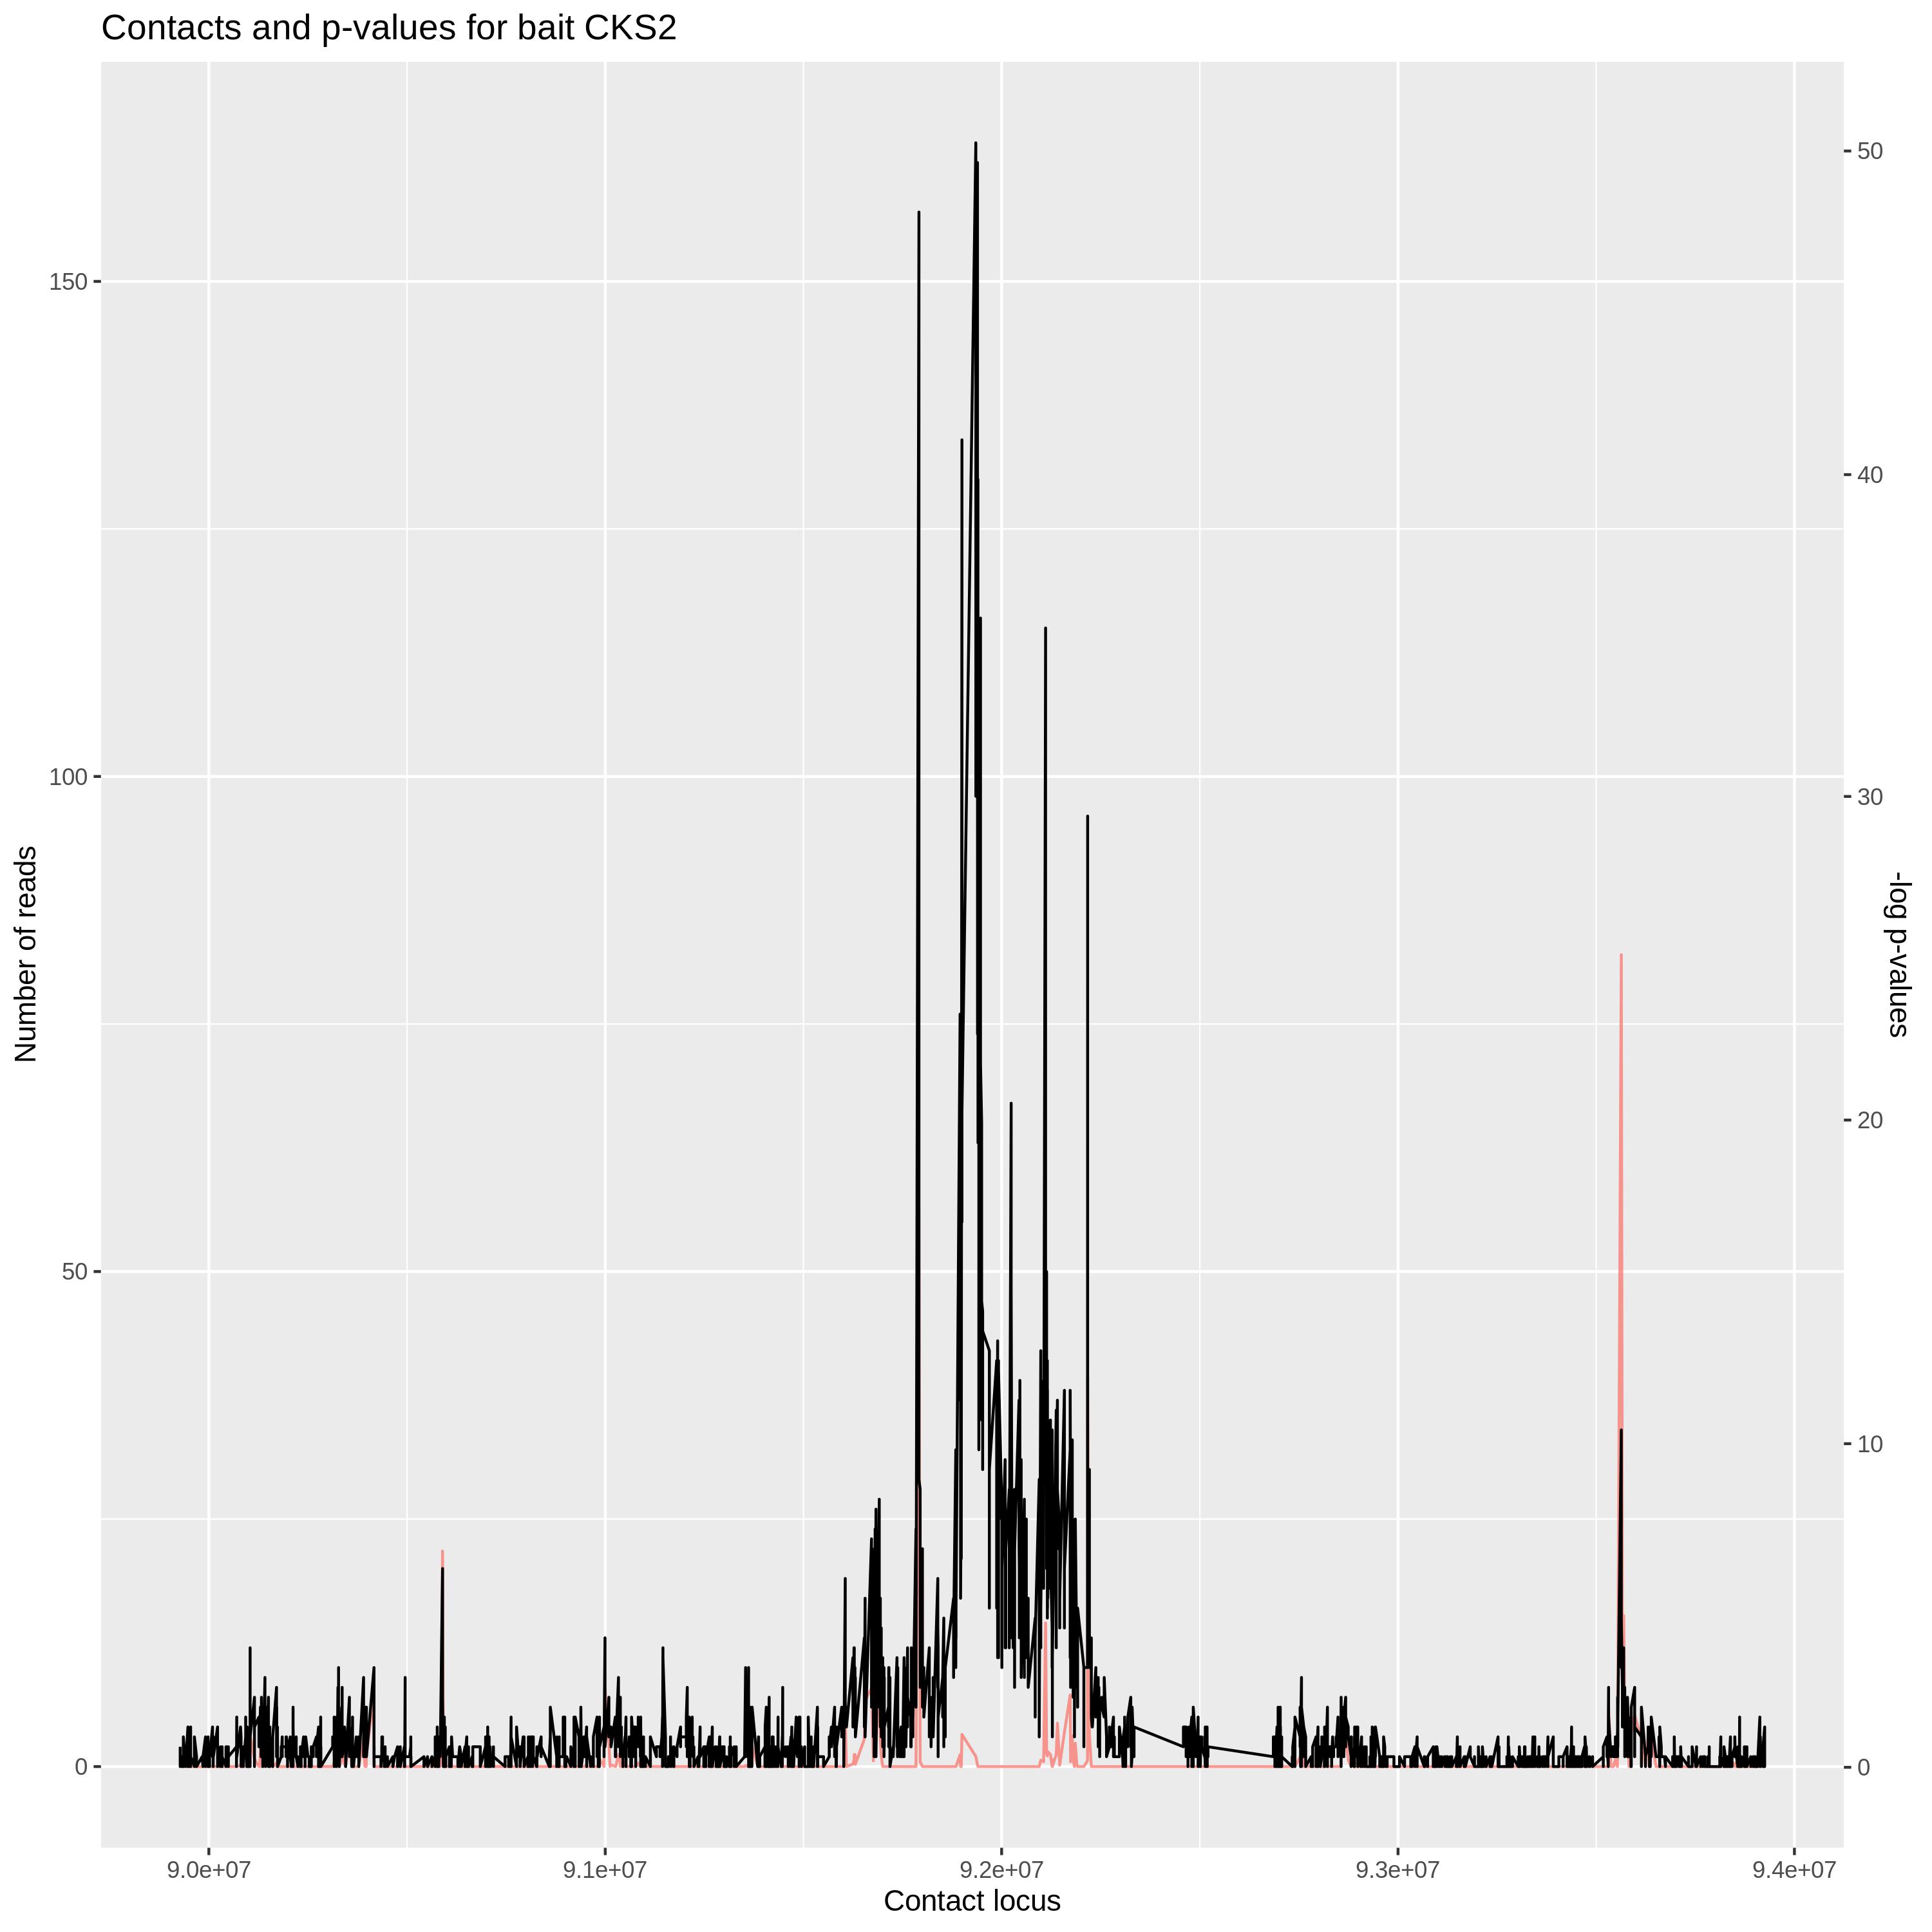 Contacts and p-values for bait CKS2
150
100
50
0
Number of reads
50
40
30
20
10
0
-log p-values
9.0e+07
9.1e+07
9.2e+07
9.3e+07
9.4e+07
Contact locus